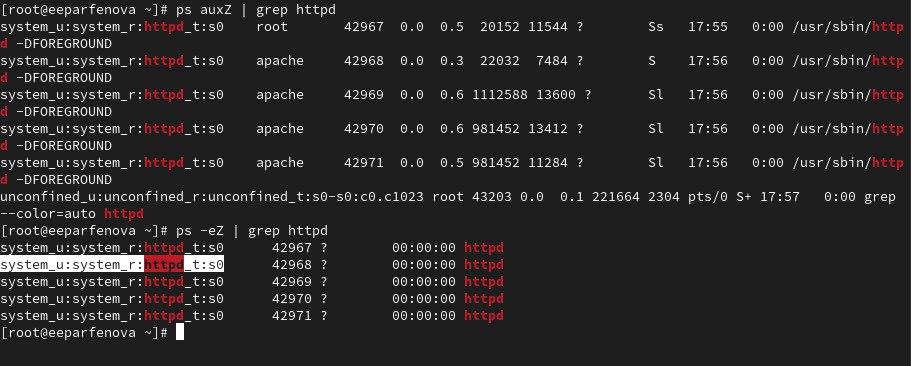 [root@eeparfenova ~]# ps auxZ | grep httpd
system_u:system_r:httpd_t:s0    root       42967  0.0  0.5  20152 11544 ?        Ss   17:55   0:00 /usr/sbin/http
d -DFOREGROUND
system_u:system_r:httpd_t:s0    apache     42968  0.0  0.3  22032  7484 ?        S    17:56   0:00 /usr/sbin/http
d -DFOREGROUND
system_u:system_r:httpd_t:s0    apache     42969  0.0  0.6 1112588 13600 ?       Sl   17:56   0:00 /usr/sbin/http
d -DFOREGROUND
system_u:system_r:httpd_t:s0    apache     42970  0.0  0.6 981452 13412 ?        Sl   17:56   0:00 /usr/sbin/http
d -DFOREGROUND
system_u:system_r:httpd_t:s0    apache     42971  0.0  0.5 981452 11284 ?        Sl   17:56   0:00 /usr/sbin/http
d -DFOREGROUND
unconfined_u:unconfined_r:unconfined_t:s0-s0:c0.c1023 root 43203 0.0  0.1 221664 2304 pts/0 S+ 17:57   0:00 grep
--color=auto httpd
[root@eeparfenova ~]# ps -eZ | grep httpd
system_u:system_r:httpd_t:s0      42967 ?        00:00:00 httpd
system_u:system_r:httpd_t:s0      42968 ?        00:00:00 httpd
system_u:system_r:httpd_t:s0      42969 ?        00:00:00 httpd
system_u:system_r:httpd_t:s0      42970 ?        00:00:00 httpd
system_u:system_r:httpd_t:s0      42971 ?        00:00:00 httpd
[root@eeparfenova ~]#